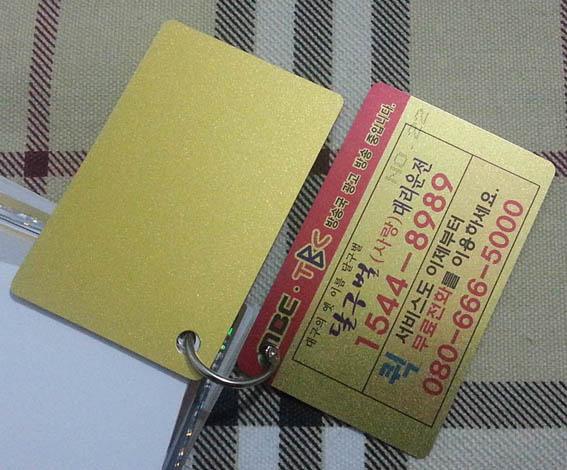 MBC · TBC 방송국 광고 방송 중입니다.
NO. 22
대구의 옛 이름 달구벌
달구벌(사랑)대리운전
1544-8989
퀵 서비스도 이제부터
무료전화를 이용하세요.
080-666-5000